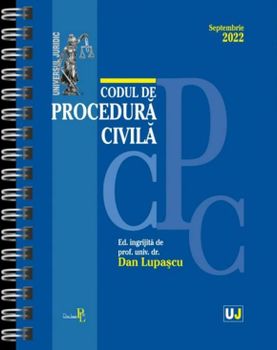 Septembrie
2022
UNIVERSUL JURIDIC
CODUL DE
PROCEDURĂ
CIVILĂ
CPC
Ed. îngrijită de
prof. univ. dr.
Dan Lupașcu
UJ